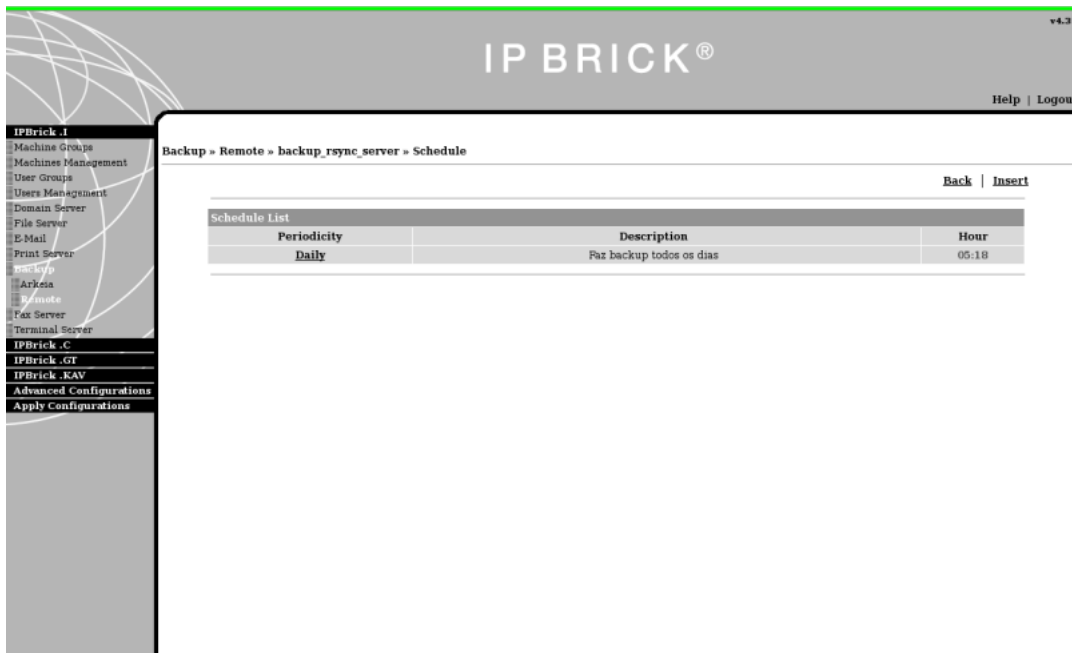 v4.3
IPBRICK®
Help | Logou
IPBrick .I
Machine Groups
Machines Management
User Groups
Users Management
Domain Server
File Server
E-Mail
Print Server
Backup
Arkeia
Remote
Fax Server
Terminal Server
IPBrick .C
IPBrick .GT
IPBrick .KAV
Advanced Configurations
Apply Configurations
Backup » Remote » backup_rsync_server » Schedule
Back | Insert
Schedule List
Periodicity Description Hour
Daily Faz backup todos os dias 05:18